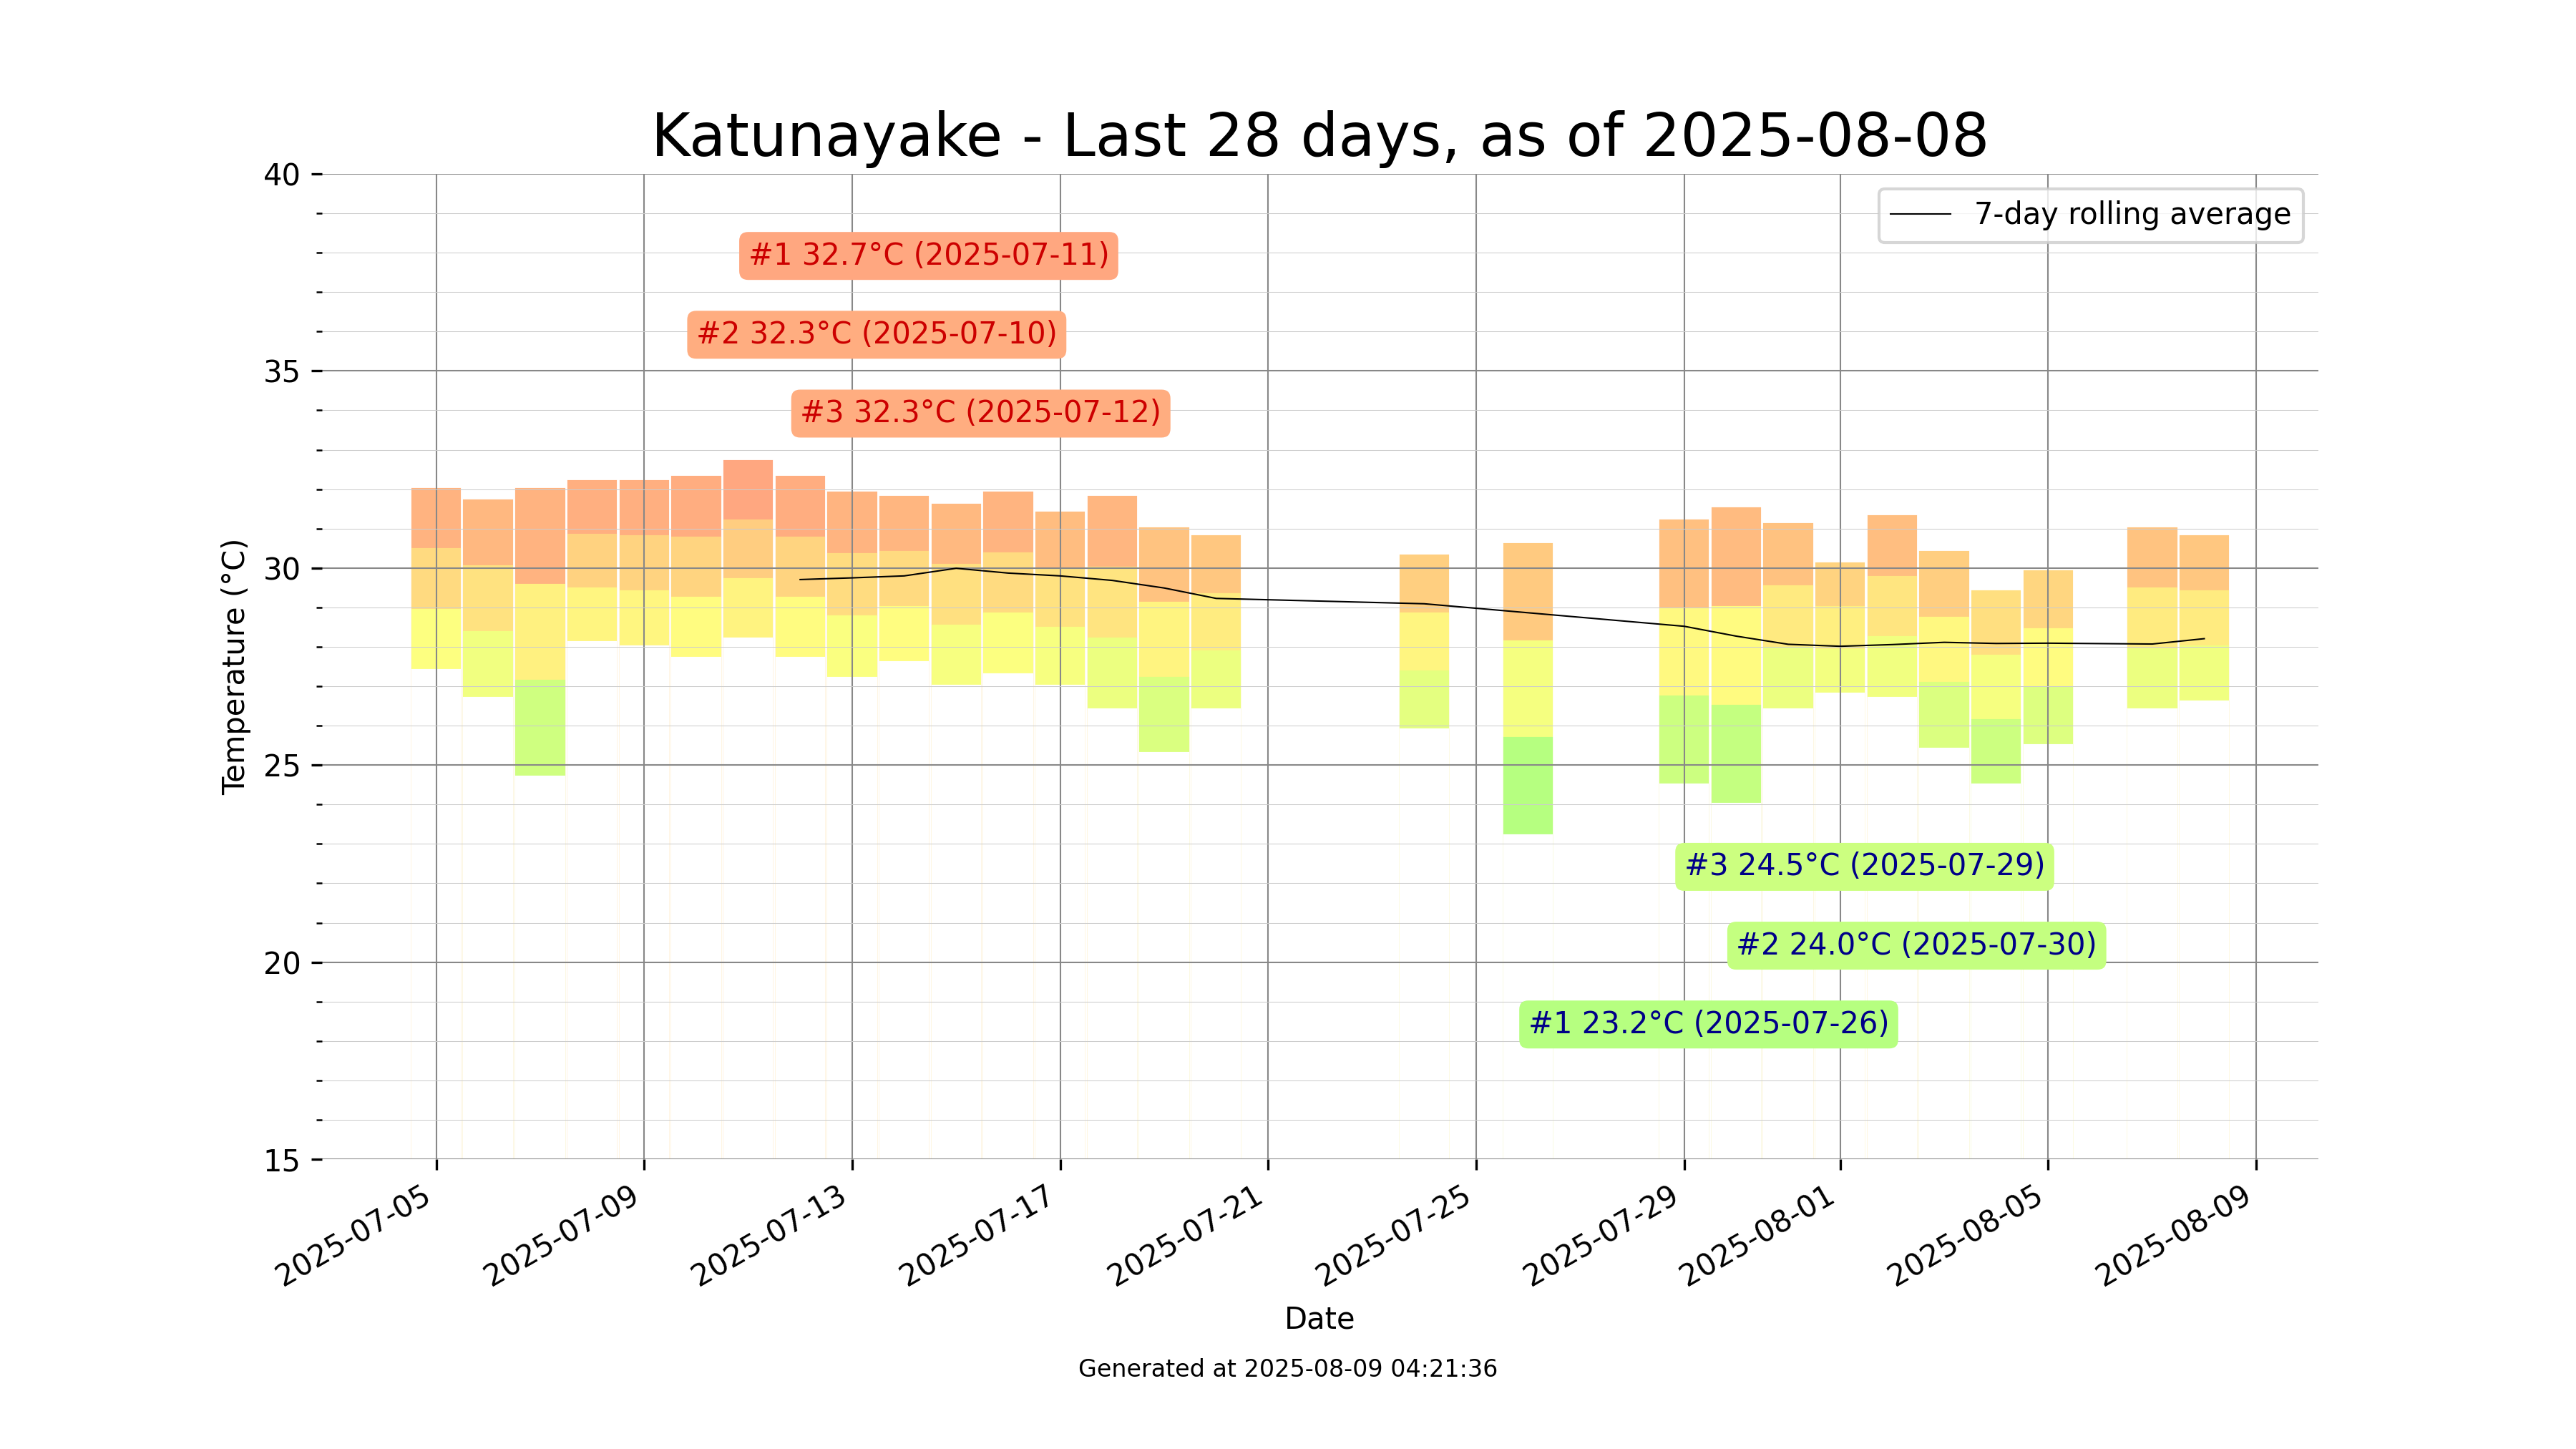 Katunayake - Last 28 days, as of 2025-08-08
40
7-day rolling average
#1 32.7°C (2025-07-11)
#2 32.3°C (2025-07-10)
35
#3 32.3°C (2025-07-12)
30
Temperature (°C)
25
#3 24.5°C (2025-07-29)
#2 24.0°C (2025-07-30)
20
#1 23.2°C (2025-07-26)
15
2025-07-05
2025-07-09
2025-07-13
2025-07-17
2025-07-21
2025-07-25
2025-07-29
2025-08-01
2025-08-05
2025-08-09
Date
Generated at 2025-08-09 04:21:36